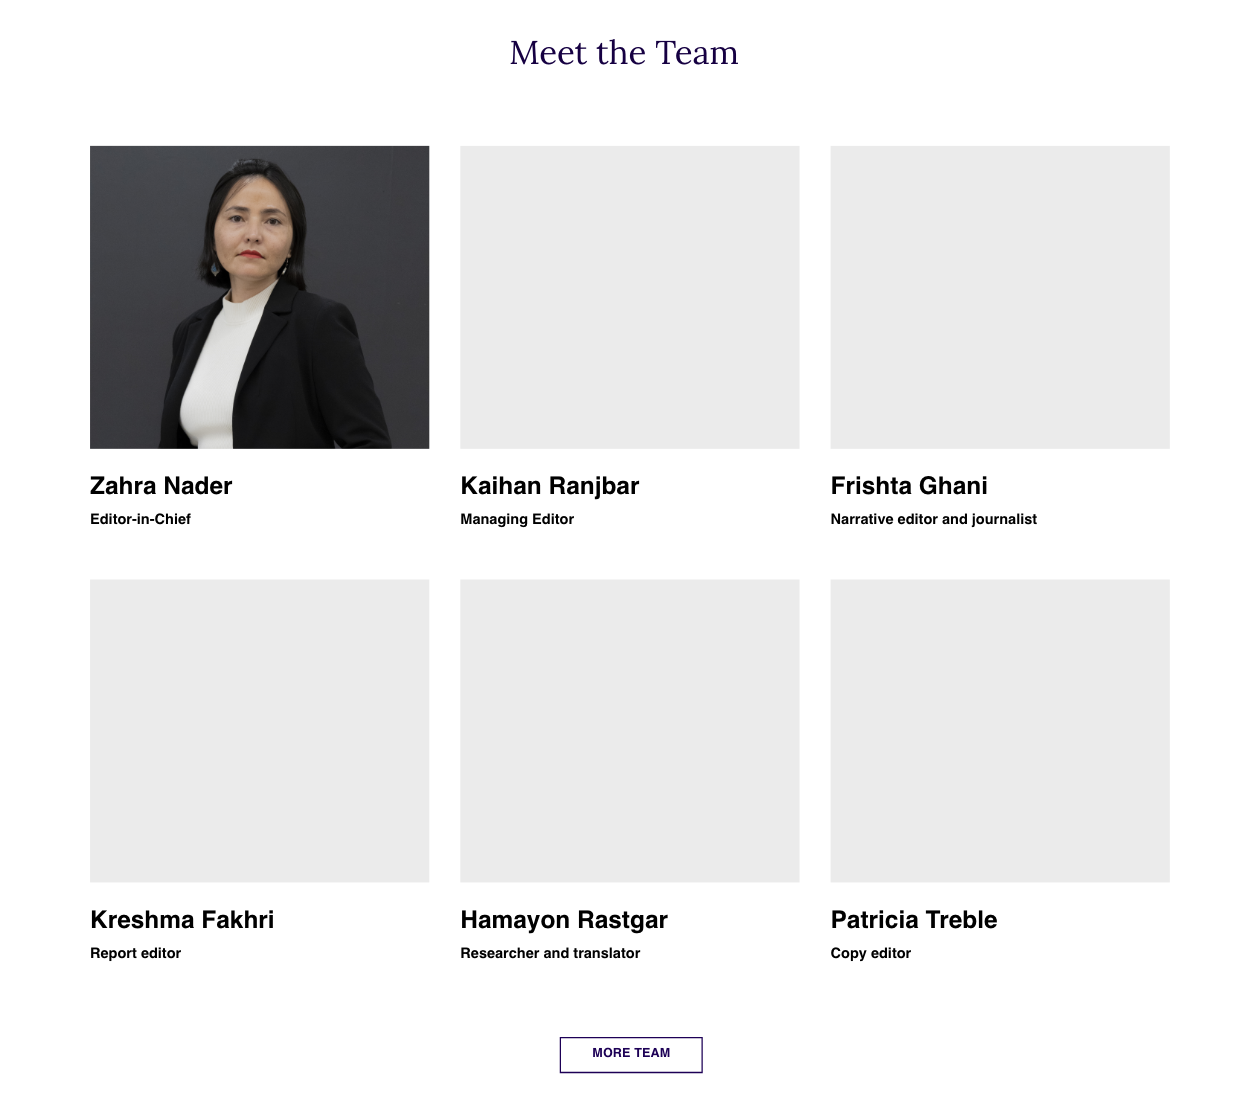 Meet the Team
Zahra Nader
Editor-in-Chief
Kaihan Ranjbar
Managing Editor
Frishta Ghani
Narrative editor and journalist
Kreshma Fakhri
Report editor
Hamayon Rastgar
Researcher and translator
Patricia Treble
Copy editor
MORE TEAM